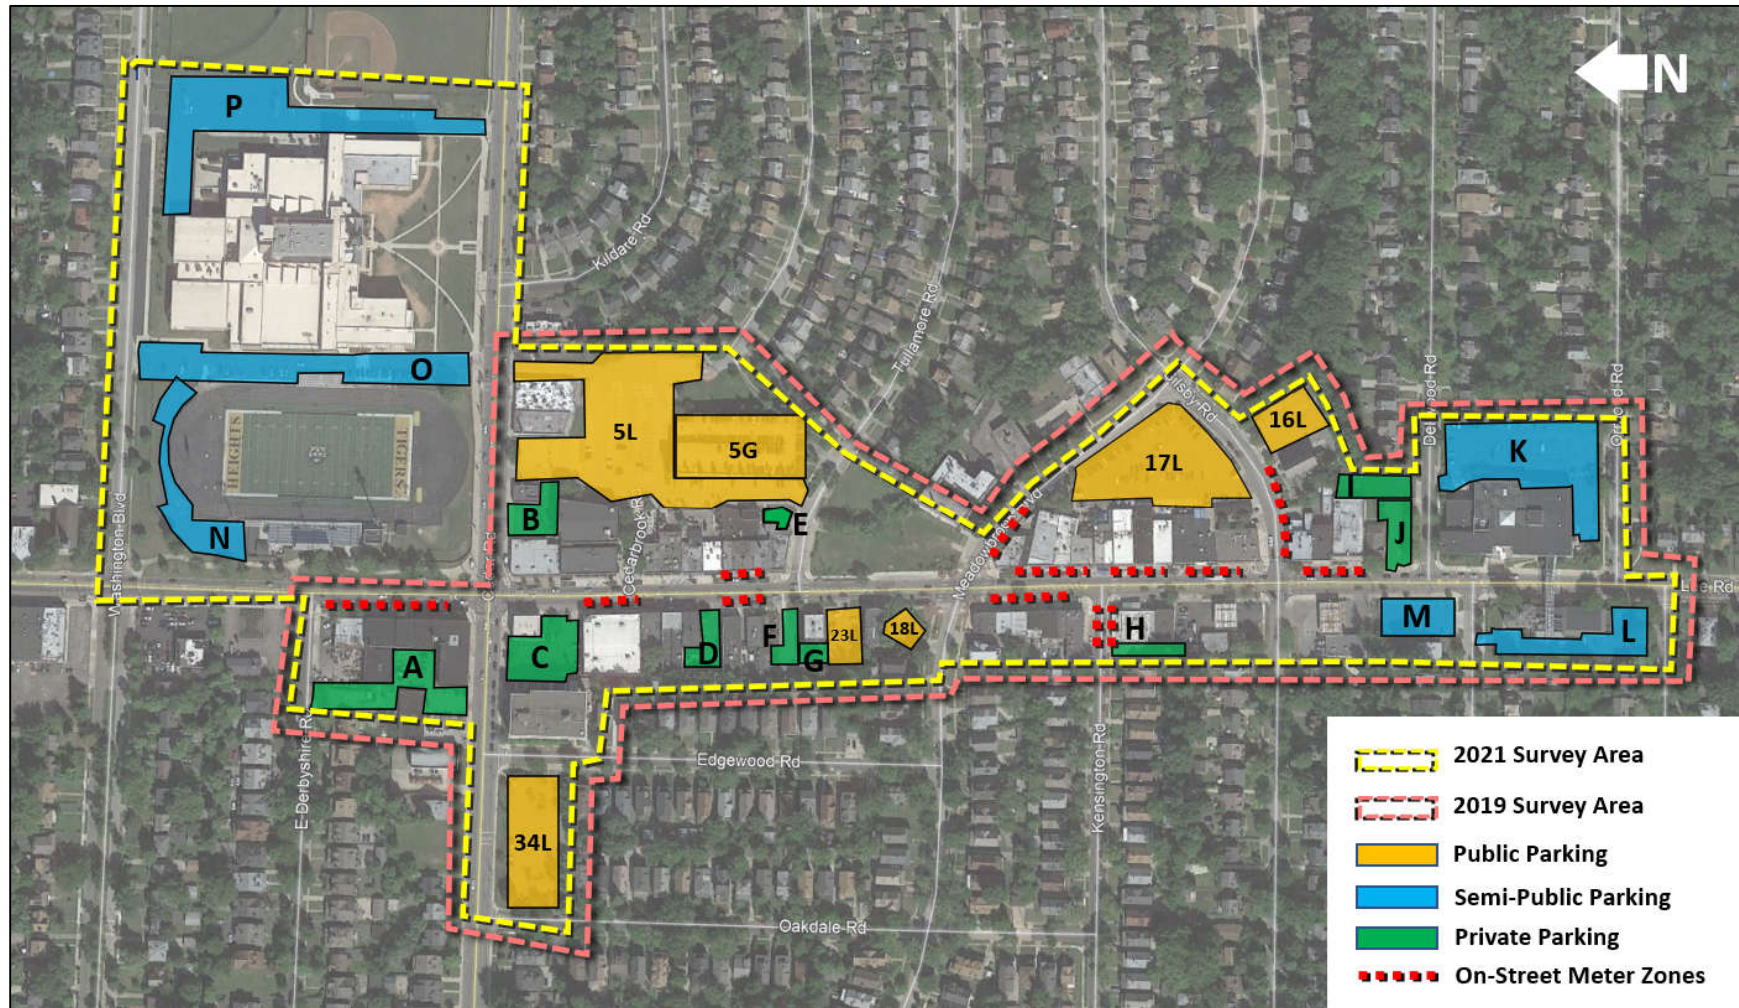 N
P
Kildare Rd
Tullamore Rd
O
HEIGHTS
TIGERS
5L
5G
17L
16L
K
Washington Blvd
N
B
E
J
Cedarbrook R
Meadowbrook Blvd
Lee Rd
A
C
D
F
G
23L
18L
H
M
L
E Derbyshire Rd
Edgewood Rd
Kensington Rd
34L
Oakdale Rd
2021 Survey Area
2019 Survey Area
Public Parking
Semi-Public Parking
Private Parking
On-Street Meter Zones